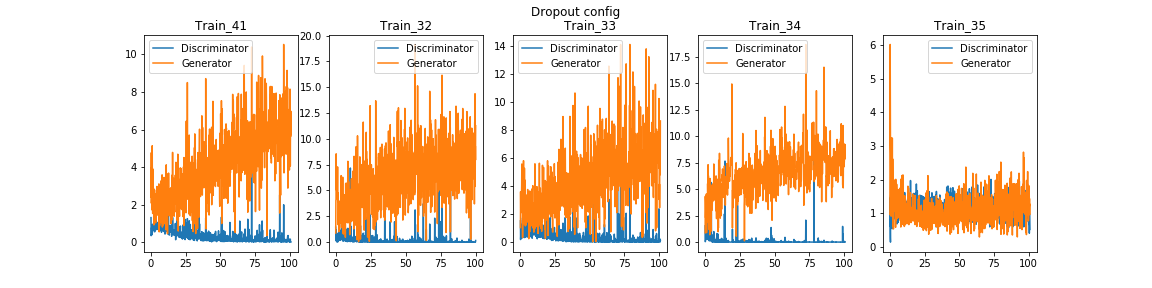 Dropout config
Train_41
Discriminator
Generator
10
8
6
4
2
0
0 25 50 75 100
Train_32
Discriminator
Generator
20.0
17.5
15.0
12.5
10.0
7.5
5.0
2.5
0.0
0 25 50 75 100
Train_33
Discriminator
Generator
14
12
10
8
6
4
2
0
0 25 50 75 100
Train_34
Discriminator
Generator
17.5
15.0
12.5
10.0
7.5
5.0
2.5
0.0
0 25 50 75 100
Train_35
Discriminator
Generator
6
5
4
3
2
1
0
0 25 50 75 100